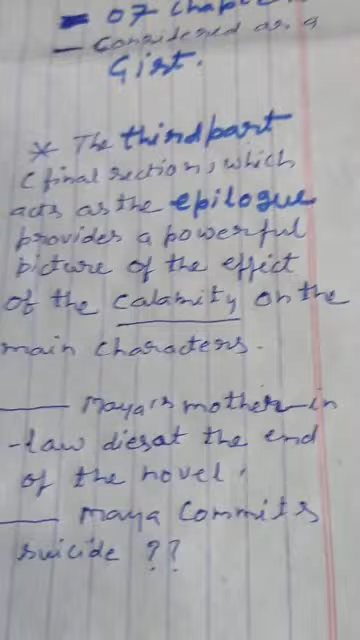 – 07 Chapte
– Considered as a
Gist.
* The third part
(final section, which
acts as the epilogue
provides a powerful
picture of the effect
of the calamity on the
main characters.
— Maya's mother-in
-law dies at the end
of the novel.
— Maya Commits
suicide ??